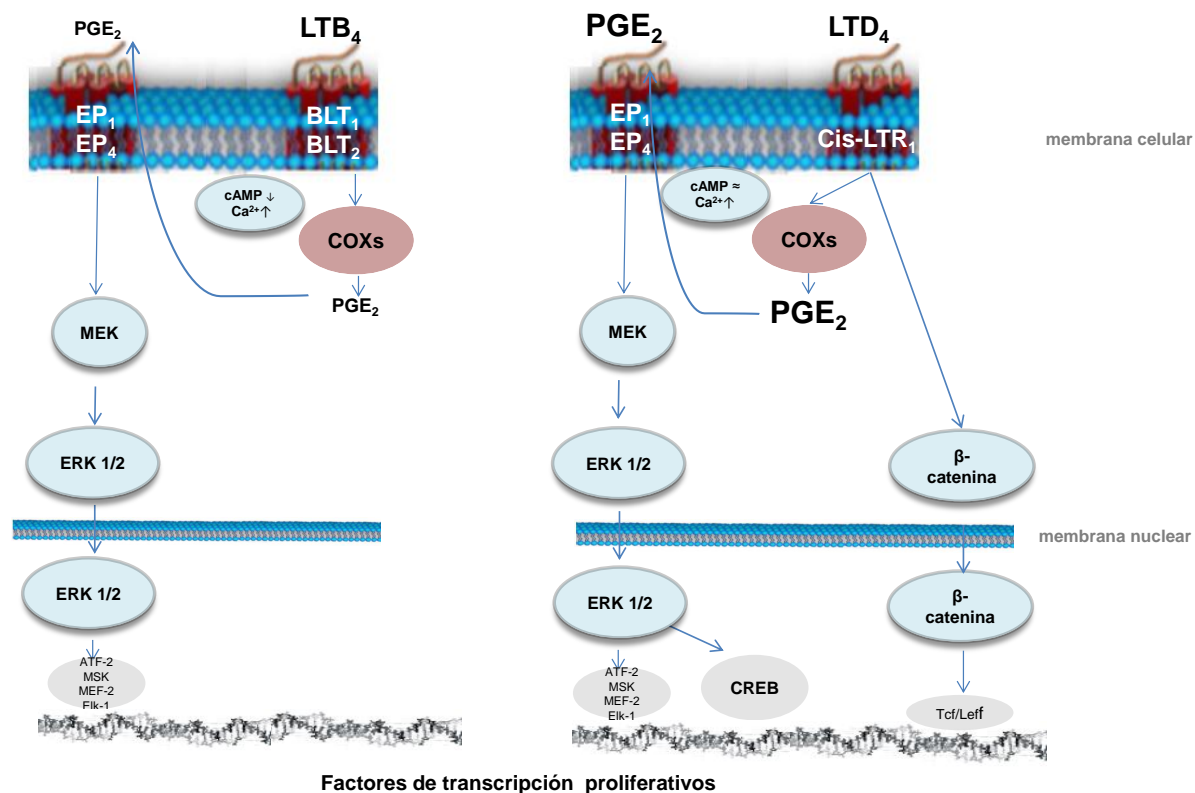 PGE₂
LTB₄
EP₁
EP₄
BLT₁
BLT₂
cAMP ↓
Ca²⁺↑
COXs
PGE₂
MEK
ERK 1/2
ERK 1/2
ATF-2
MSK
MEF-2
Elk-1
PGE₂
LTD₄
EP₁
EP₄
Cis-LTR₁
membrana celular
cAMP ≈
Ca²⁺↑
COXs
PGE₂
MEK
ERK 1/2
β-
catenina
membrana nuclear
ERK 1/2
β-
catenina
ATF-2
MSK
MEF-2
Elk-1
CREB
Tcf/Leff
Factores de transcripción proliferativos